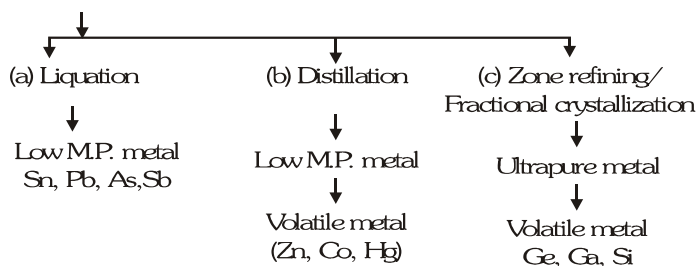 (a) Liquation
Low M.P. metal
Sn, Pb, As,Sb
(b) Distillation
Low M.P. metal
Volatile metal
(Zn, Co, Hg)
(c) Zone refining/
Fractional crystallization
Ultrapure metal
Volatile metal
Ge, Ga, Si